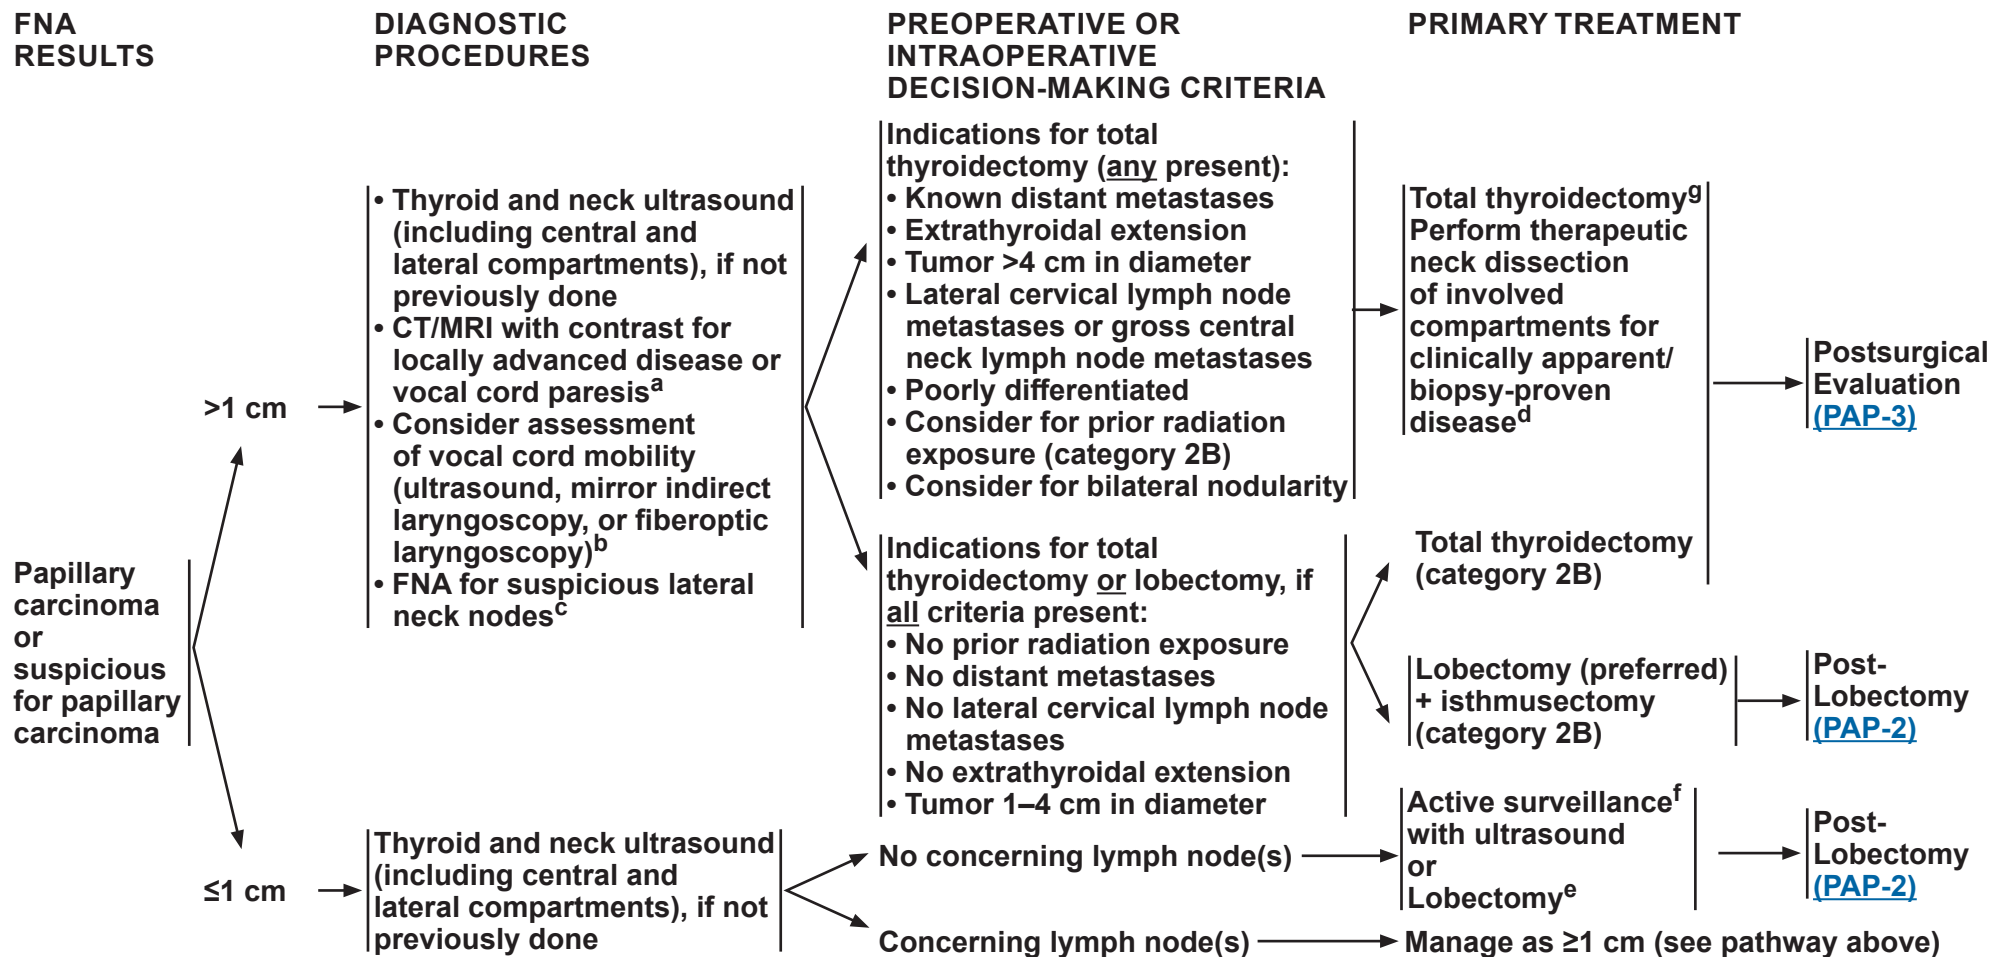 FNA
RESULTS
DIAGNOSTIC
PROCEDURES
PREOPERATIVE OR
INTRAOPERATIVE
DECISION-MAKING CRITERIA
PRIMARY TREATMENT
Papillary
carcinoma
or
suspicious
for papillary
carcinoma
>1 cm
• Thyroid and neck ultrasound
(including central and
lateral compartments), if not
previously done
• CT/MRI with contrast for
locally advanced disease or
vocal cord paresisa
• Consider assessment
of vocal cord mobility
(ultrasound, mirror indirect
laryngoscopy, or fiberoptic
laryngoscopy)b
• FNA for suspicious lateral
neck nodesc
Indications for total
thyroidectomy (any present):
• Known distant metastases
• Extrathyroidal extension
• Tumor >4 cm in diameter
• Lateral cervical lymph node
metastases or gross central
neck lymph node metastases
• Poorly differentiated
• Consider for prior radiation
exposure (category 2B)
• Consider for bilateral nodularity
Total thyroidectomyg
Perform therapeutic
neck dissection
of involved
compartments for
clinically apparent/
biopsy-proven
diseased
Postsurgical
Evaluation
(PAP-3)
Indications for total
thyroidectomy or lobectomy, if
all criteria present:
• No prior radiation exposure
• No distant metastases
• No lateral cervical lymph node
metastases
• No extrathyroidal extension
• Tumor 1–4 cm in diameter
Total thyroidectomy
(category 2B)
Lobectomy (preferred)
+ isthmusectomy
(category 2B)
Post-
Lobectomy
(PAP-2)
≤1 cm
Thyroid and neck ultrasound
(including central and
lateral compartments), if not
previously done
No concerning lymph node(s)
Active surveillancef
with ultrasound
or
Lobectomye
Post-
Lobectomy
(PAP-2)
Concerning lymph node(s)
Manage as ≥1 cm (see pathway above)